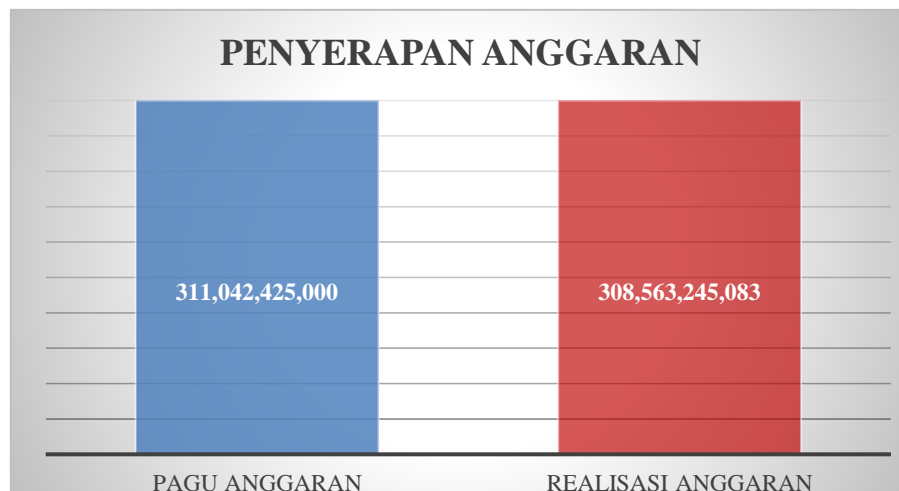 PENYERAPAN ANGGARAN
311,042,425,000
308,563,245,083
PAGU ANGGARAN
REALISASI ANGGARAN